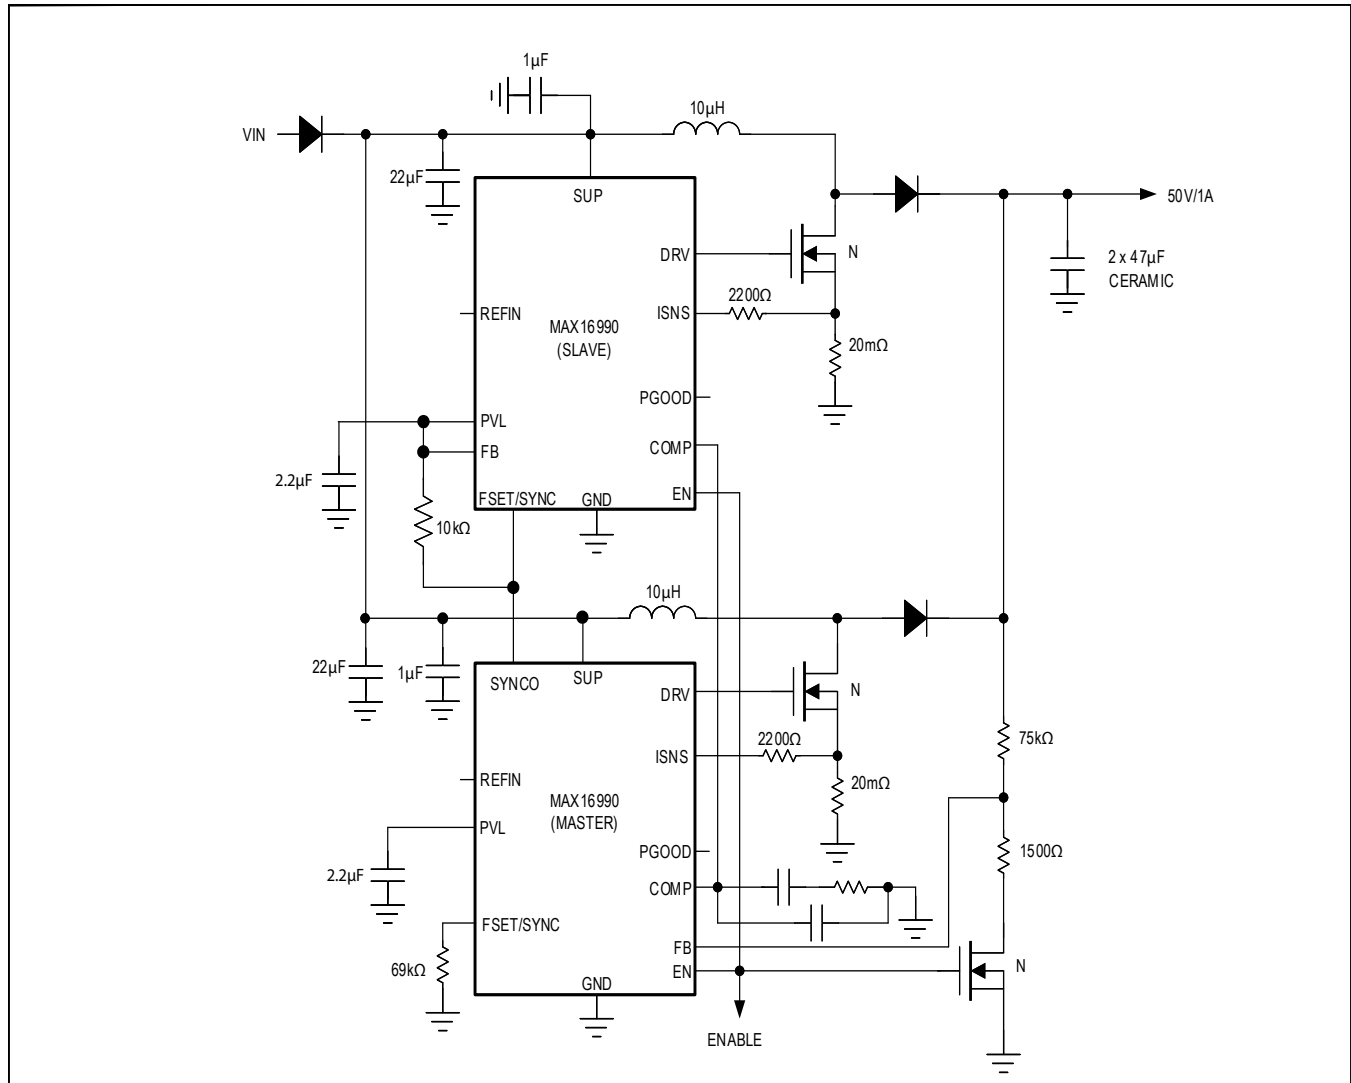 1µF
10µH
VIN
22µF
SUP
50V/1A
DRV
N
2 x 47µF
CERAMIC
2200Ω
REFIN
ISNS
MAX16990
(SLAVE)
20mΩ
PGOOD
PVL
COMP
FB
2.2µF
EN
FSET/SYNC
GND
10kΩ
10µH
22µF
1µF
SYNCO
SUP
DRV
N
2200Ω
75kΩ
ISNS
REFIN
20mΩ
MAX16990
(MASTER)
PVL
PGOOD
1500Ω
2.2µF
COMP
FSET/SYNC
FB
69kΩ
EN
N
GND
ENABLE